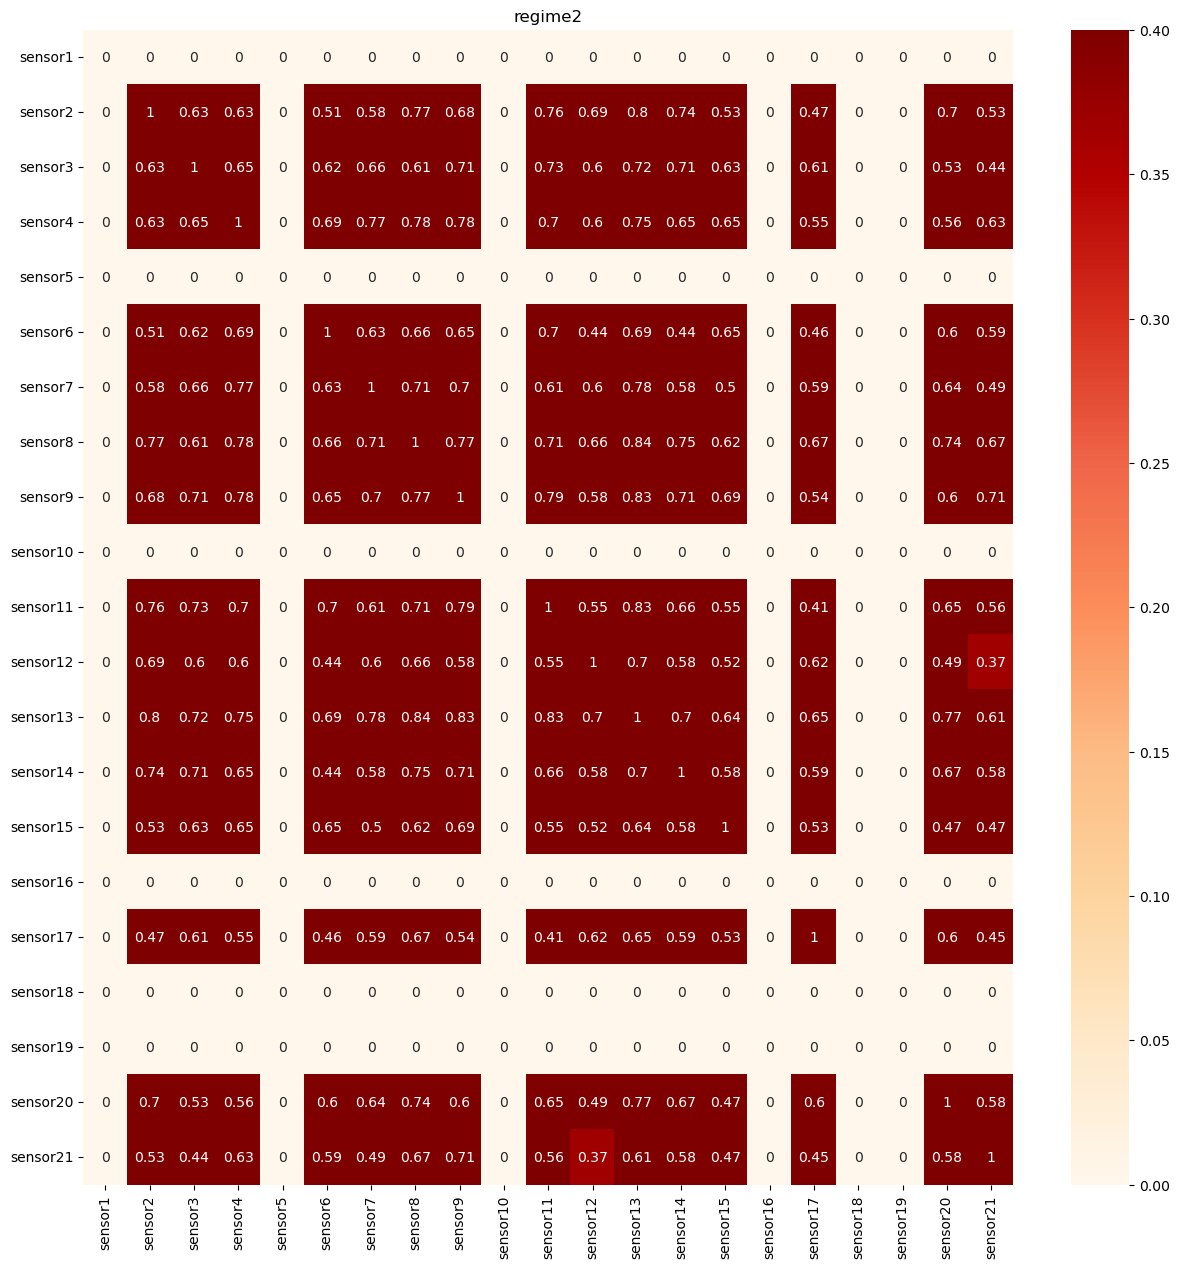 regime2
sensor1 0 0 0 0 0 0 0 0 0 0 0 0 0 0 0 0 0 0 0 0 0
sensor2 0 1 0.63 0.63 0 0.51 0.58 0.77 0.68 0 0.76 0.69 0.8 0.74 0.53 0 0.47 0 0 0.7 0.53
sensor3 0 0.63 1 0.65 0 0.62 0.66 0.61 0.71 0 0.73 0.6 0.72 0.71 0.63 0 0.61 0 0 0.53 0.44
sensor4 0 0.63 0.65 1 0 0.69 0.77 0.78 0.78 0 0.7 0.6 0.75 0.65 0.65 0 0.55 0 0 0.56 0.63
sensor5 0 0 0 0 0 0 0 0 0 0 0 0 0 0 0 0 0 0 0 0 0
sensor6 0 0.51 0.62 0.69 0 1 0.63 0.66 0.65 0 0.7 0.44 0.69 0.44 0.65 0 0.46 0 0 0.6 0.59
sensor7 0 0.58 0.66 0.77 0 0.63 1 0.71 0.7 0 0.61 0.6 0.78 0.58 0.5 0 0.59 0 0 0.64 0.49
sensor8 0 0.77 0.61 0.78 0 0.66 0.71 1 0.77 0 0.71 0.66 0.84 0.75 0.62 0 0.67 0 0 0.74 0.67
sensor9 0 0.68 0.71 0.78 0 0.65 0.7 0.77 1 0 0.79 0.58 0.83 0.71 0.69 0 0.54 0 0 0.6 0.71
sensor10 0 0 0 0 0 0 0 0 0 0 0 0 0 0 0 0 0 0 0 0 0
sensor11 0 0.76 0.73 0.7 0 0.7 0.61 0.71 0.79 0 1 0.55 0.83 0.66 0.55 0 0.41 0 0 0.65 0.56
sensor12 0 0.69 0.6 0.6 0 0.44 0.6 0.66 0.58 0 0.55 1 0.7 0.58 0.52 0 0.62 0 0 0.49 0.37
sensor13 0 0.8 0.72 0.75 0 0.69 0.78 0.84 0.83 0 0.83 0.7 1 0.7 0.64 0 0.65 0 0 0.77 0.61
sensor14 0 0.74 0.71 0.65 0 0.44 0.58 0.75 0.71 0 0.66 0.58 0.7 1 0.58 0 0.59 0 0 0.67 0.58
sensor15 0 0.53 0.63 0.65 0 0.65 0.5 0.62 0.69 0 0.55 0.52 0.64 0.58 1 0 0.53 0 0 0.47 0.47
sensor16 0 0 0 0 0 0 0 0 0 0 0 0 0 0 0 0 0 0 0 0 0
sensor17 0 0.47 0.61 0.55 0 0.46 0.59 0.67 0.54 0 0.41 0.62 0.65 0.59 0.53 0 1 0 0 0.6 0.45
sensor18 0 0 0 0 0 0 0 0 0 0 0 0 0 0 0 0 0 0 0 0 0
sensor19 0 0 0 0 0 0 0 0 0 0 0 0 0 0 0 0 0 0 0 0 0
sensor20 0 0.7 0.53 0.56 0 0.6 0.64 0.74 0.6 0 0.65 0.49 0.77 0.67 0.47 0 0.6 0 0 1 0.58
sensor21 0 0.53 0.44 0.63 0 0.59 0.49 0.67 0.71 0 0.56 0.37 0.61 0.58 0.47 0 0.45 0 0 0.58 1
sensor1 sensor2 sensor3 sensor4 sensor5 sensor6 sensor7 sensor8 sensor9 sensor10 sensor11 sensor12 sensor13 sensor14 sensor15 sensor16 sensor17 sensor18 sensor19 sensor20 sensor21
0.40
0.35
0.30
0.25
0.20
0.15
0.10
0.05
0.00